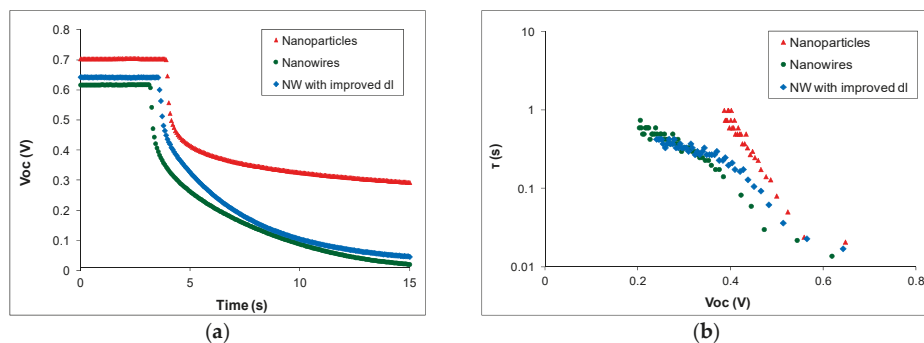 0.8
0.7
0.6
0.5
0.4
0.3
0.2
0.1
0
Voc (V)
0 5 10 15
Time (s)
Nanoparticles
Nanowires
NW with improved dl
(a)
10
1
0.1
0.01
τ (s)
0 0.2 0.4 0.6 0.8
Voc (V)
Nanoparticles
Nanowires
NW with improved dl
(b)